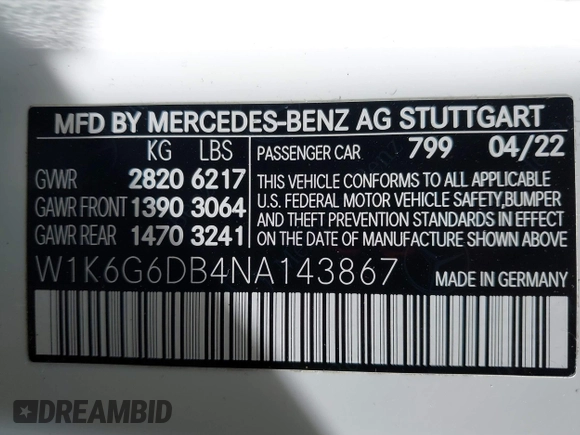 MFD BY MERCEDES-BENZ AG STUTTGART
KG LBS PASSENGER CAR 799 04/22
GVWR 2820 6217
GAWR FRONT 1390 3064
GAWR REAR 1470 3241
THIS VEHICLE CONFORMS TO ALL APPLICABLE
U.S. FEDERAL MOTOR VEHICLE SAFETY,BUMPER
AND THEFT PREVENTION STANDARDS IN EFFECT
ON THE DATE OF MANUFACTURE SHOWN ABOVE.
W1K6G6DB4NA143867 MADE IN GERMANY
DREAMBID